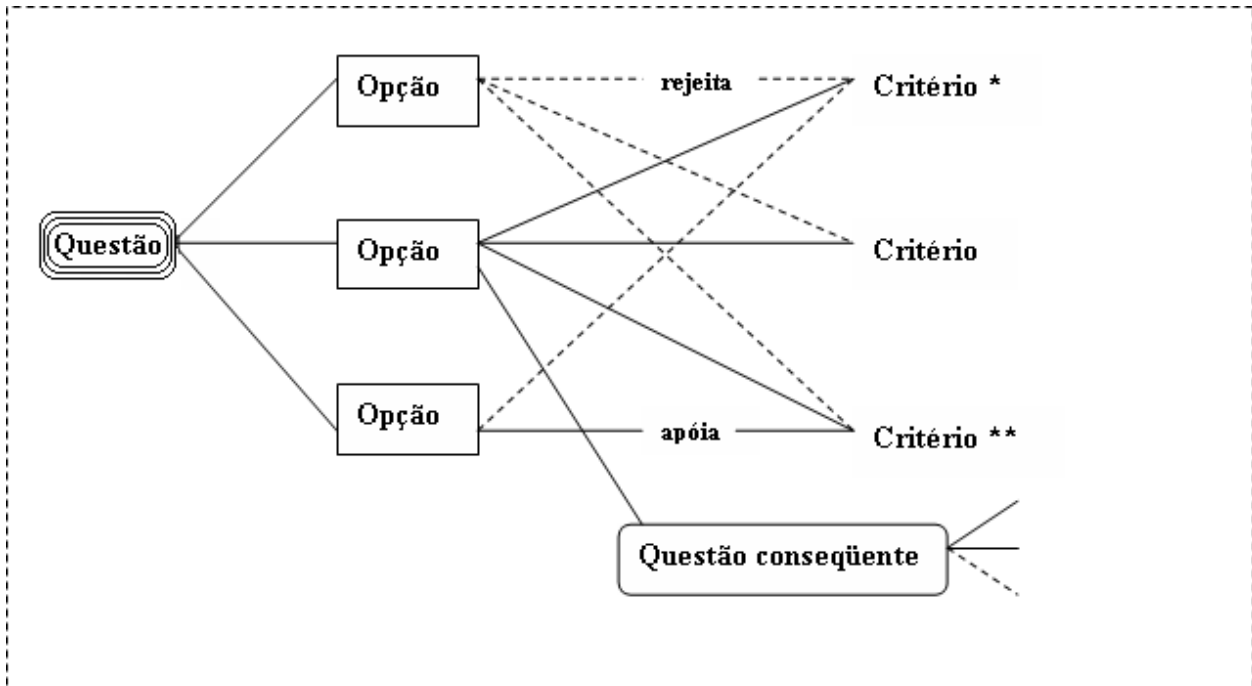 Opção
rejeita
Critério *
Questão
Opção
Critério
Opção
apóia
Critério **
Questão conseqüente